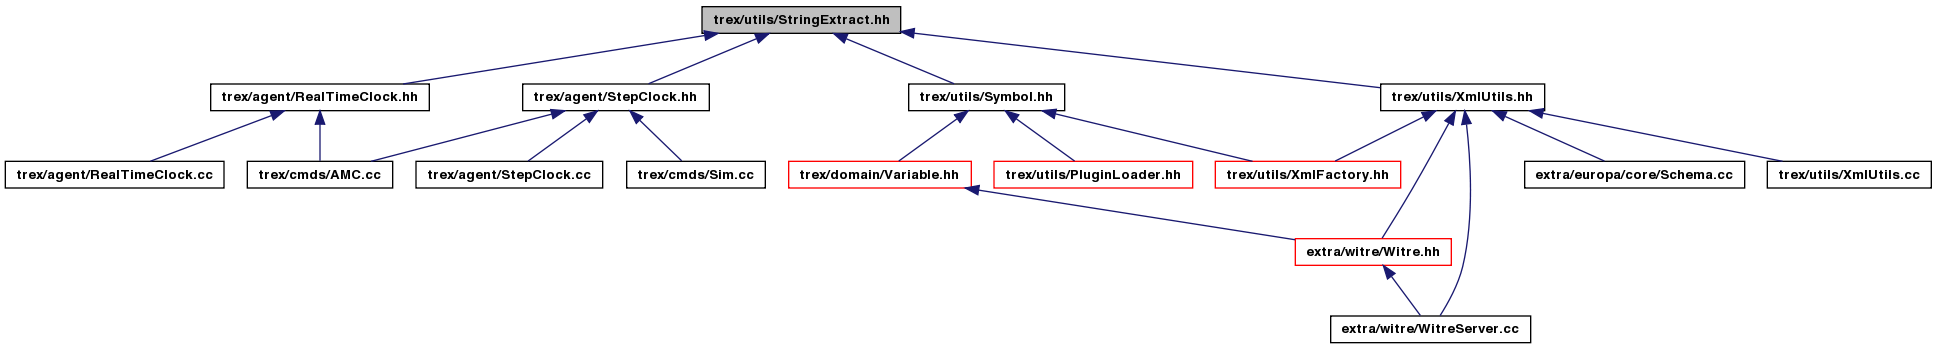 trex/utils/StringExtract.hh
trex/agent/RealTimeClock.hh
trex/agent/StepClock.hh
trex/utils/Symbol.hh
trex/utils/XmlUtils.hh
trex/agent/RealTimeClock.cc
trex/cmds/AMC.cc
trex/agent/StepClock.cc
trex/cmds/Sim.cc
trex/domain/Variable.hh
trex/utils/PluginLoader.hh
trex/utils/XmlFactory.hh
extra/europa/core/Schema.cc
trex/utils/XmlUtils.cc
extra/witre/Witre.hh
extra/witre/WitreServer.cc